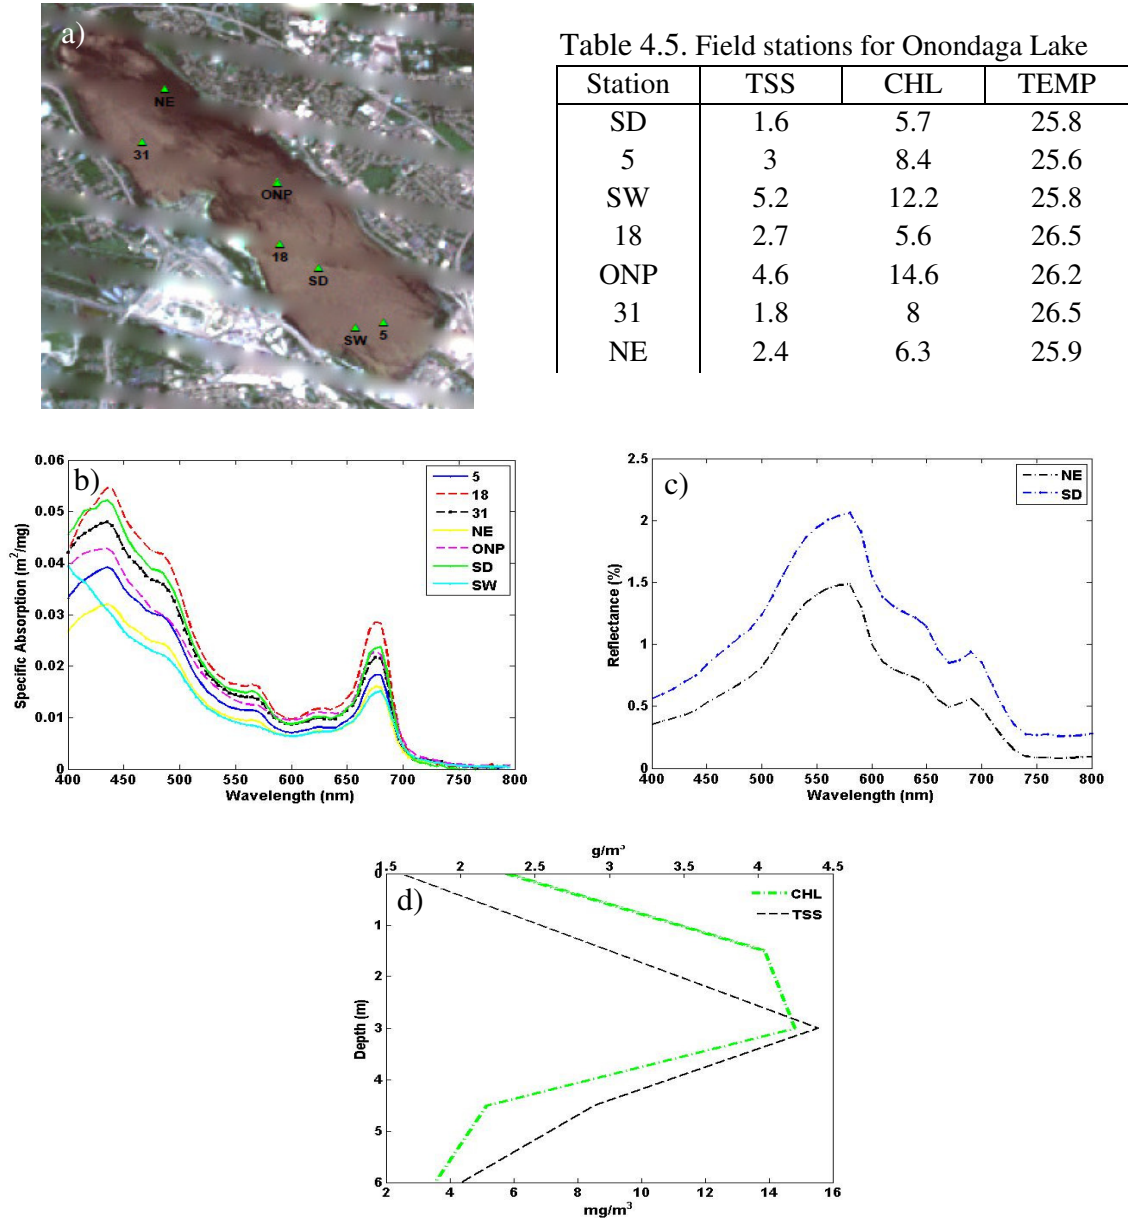 a)
NE
31
ONP
18
SD
SW
5
Table 4.5. Field stations for Onondaga Lake
Station TSS CHL TEMP
SD 1.6 5.7 25.8
5 3 8.4 25.6
SW 5.2 12.2 25.8
18 2.7 5.6 26.5
ONP 4.6 14.6 26.2
31 1.8 8 26.5
NE 2.4 6.3 25.9
b)
0.06
0.05
0.04
0.03
0.02
0.01
0
Specific Absorption (m²/mg)
5
18
31
NE
ONP
SD
SW
400 450 500 550 600 650 700 750 800
Wavelength (nm)
c)
2.5
2
1.5
1
0.5
0
Reflectance (%)
NE
SD
400 450 500 550 600 650 700 750 800
Wavelength (nm)
g/m³
1.5 2 2.5 3 3.5 4 4.5
d)
CHL
TSS
0
1
2
3
4
5
6
Depth (m)
2 4 6 8 10 12 14 16
mg/m³